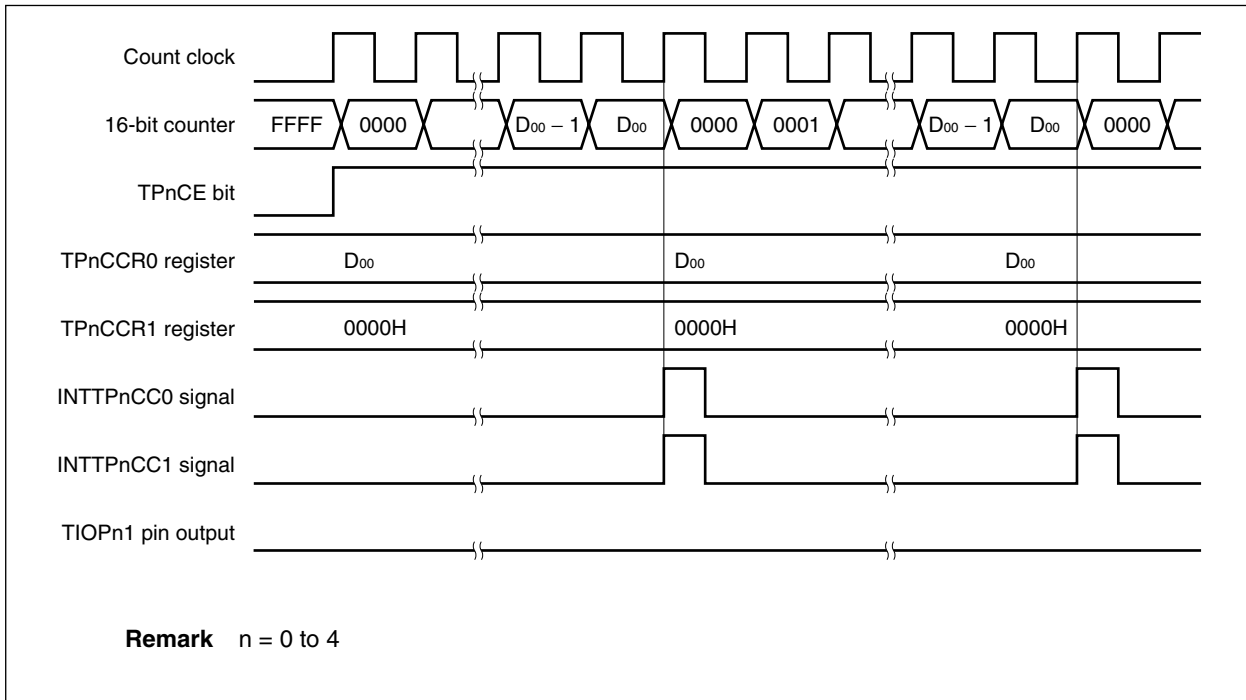 Count clock
16-bit counter FFFF 0000 D00 − 1 D00 0000 0001 D00 − 1 D00 0000
TPnCE bit
TPnCCR0 register D00 D00 D00
TPnCCR1 register 0000H 0000H 0000H
INTTPnCC0 signal
INTTPnCC1 signal
TIOPn1 pin output
Remark n = 0 to 4